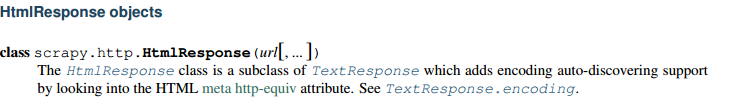 HtmlResponse objects
class scrapy.http.HtmlResponse(url[, ...])
The HtmlResponse class is a subclass of TextResponse which adds encoding auto-discovering support
by looking into the HTML meta http-equiv attribute. See TextResponse.encoding.